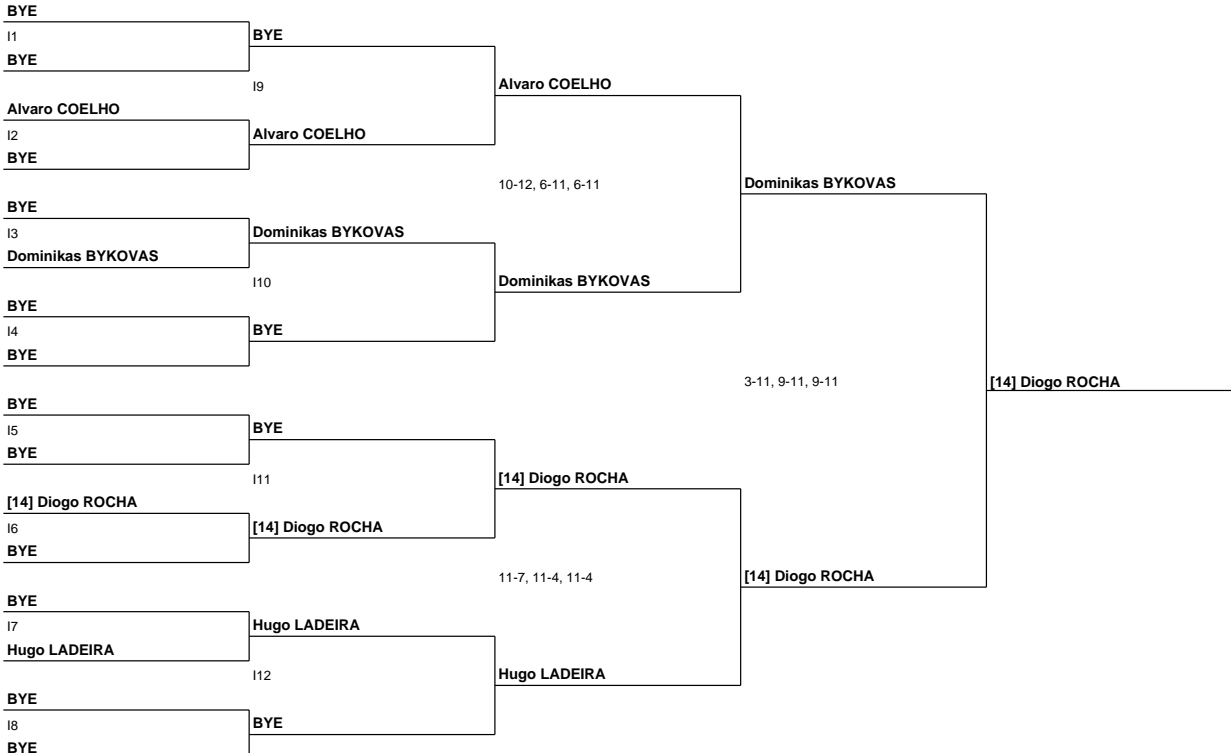 BYE
I1
BYE
BYE
I9
Alvaro COELHO
Alvaro COELHO
I2
Alvaro COELHO
BYE
10-12, 6-11, 6-11
Dominikas BYKOVAS
BYE
I3
Dominikas BYKOVAS
Dominikas BYKOVAS
I10
Dominikas BYKOVAS
BYE
I4
BYE
BYE
3-11, 9-11, 9-11
[14] Diogo ROCHA
BYE
I5
BYE
BYE
I11
[14] Diogo ROCHA
[14] Diogo ROCHA
I6
[14] Diogo ROCHA
BYE
11-7, 11-4, 11-4
[14] Diogo ROCHA
BYE
I7
Hugo LADEIRA
Hugo LADEIRA
I12
Hugo LADEIRA
BYE
I8
BYE
BYE